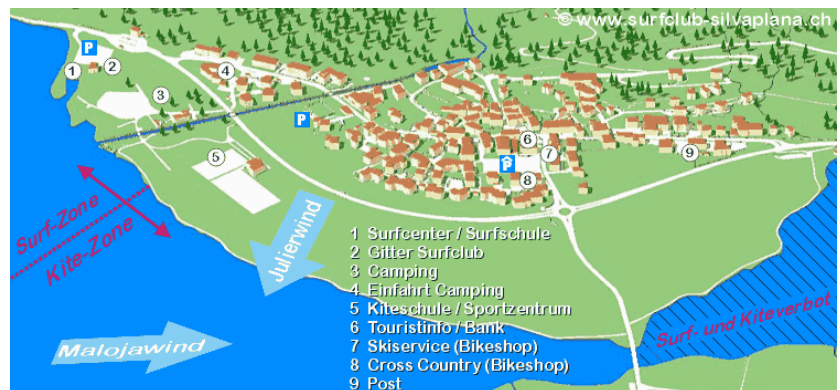 © www.surfclub-silvaplana.ch
P
1
2
3
4
P
5
6
7
P
8
9
Surf-Zone
Kite-Zone
Julierwind
Malojawind
Surf- und Kiteverbot
1 Surfcenter / Surfschule
2 Gitter Surfclub
3 Camping
4 Einfahrt Camping
5 Kiteschule / Sportzentrum
6 Touristinfo / Bank
7 Skiservice (Bikeshop)
8 Cross Country (Bikeshop)
9 Post